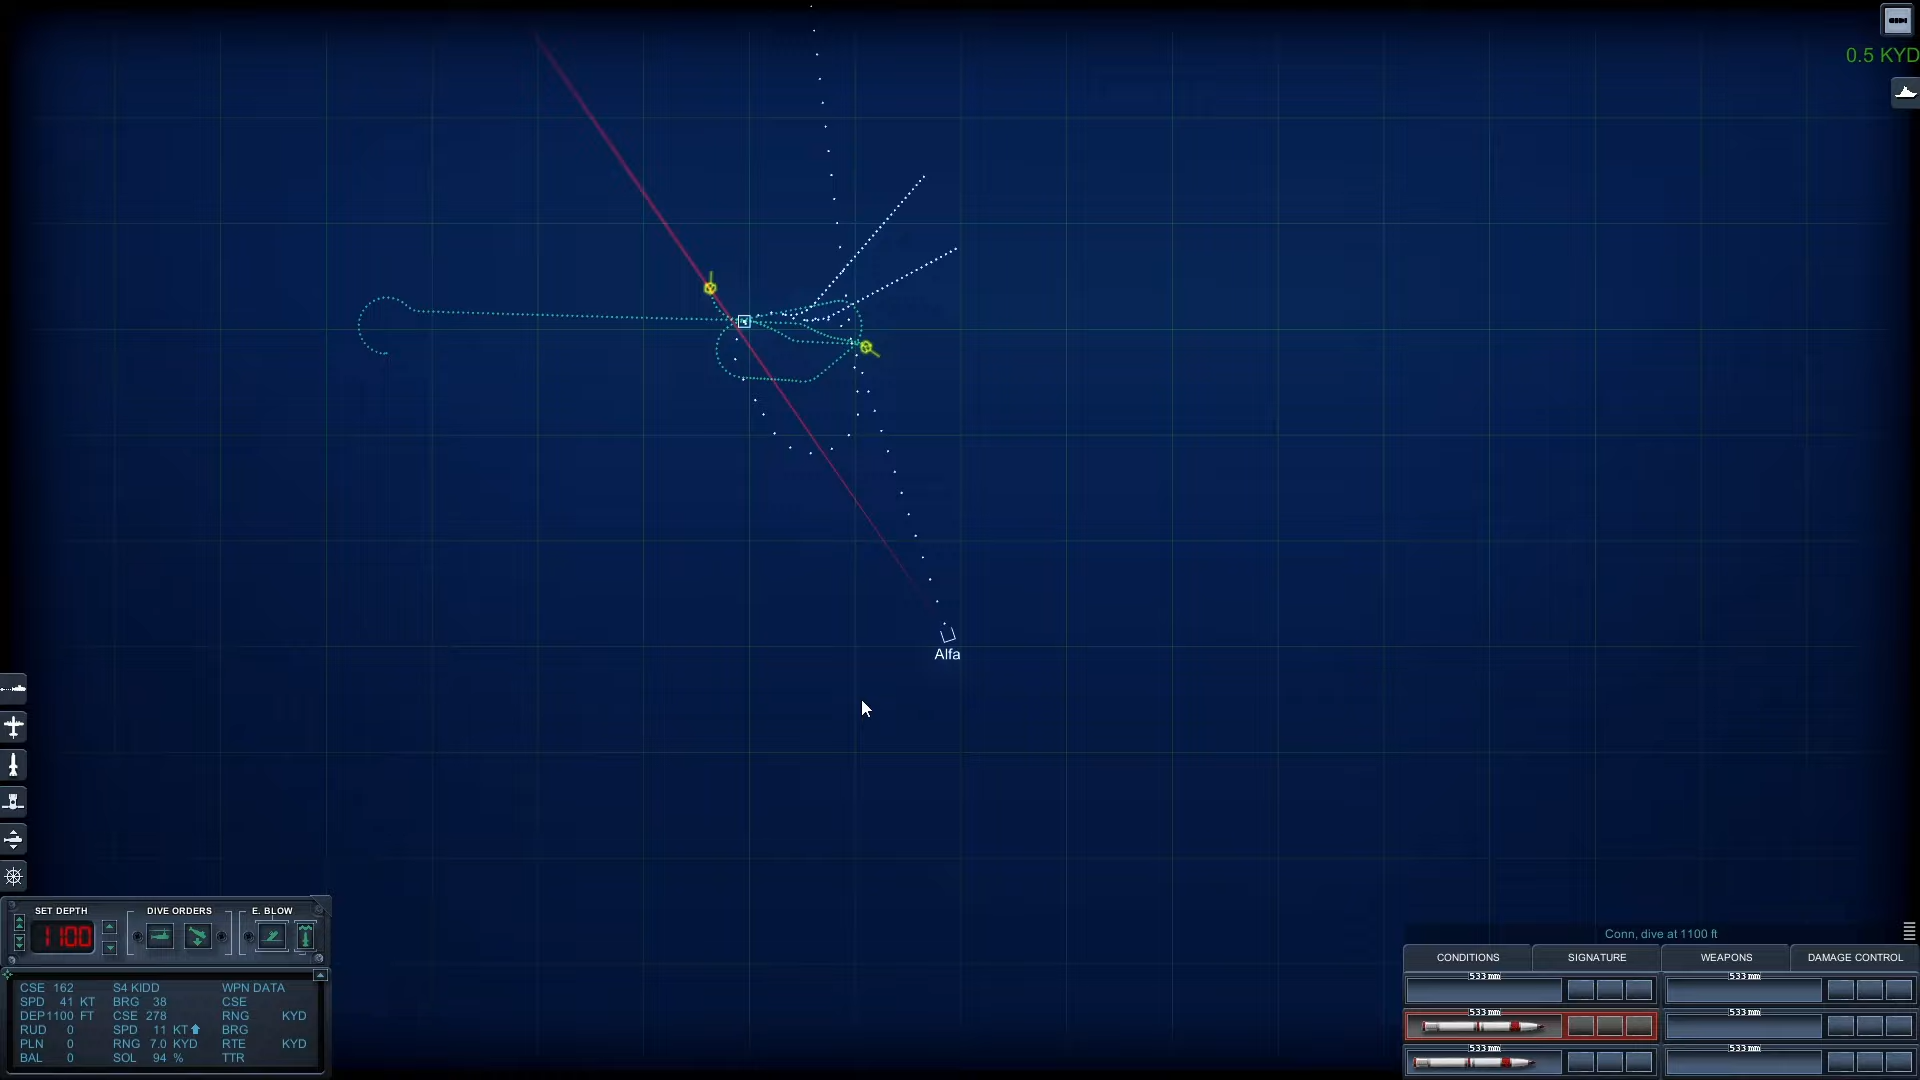 0.5 KYD
Alfa
SET DEPTH DIVE ORDERS E. BLOW
1100
CSE 162 S4 KIDD WPN DATA
SPD 41 KT BRG 38 CSE
DEP1100 FT CSE 278 RNG KYD
RUD 0 SPD 11 KT BRG
PLN 0 RNG 7.0 KYD RTE KYD
BAL 0 SOL 94 % TTR
Conn, dive at 1100 ft
CONDITIONS SIGNATURE WEAPONS DAMAGE CONTROL
533 mm 533 mm
533 mm 533 mm
533 mm 533 mm